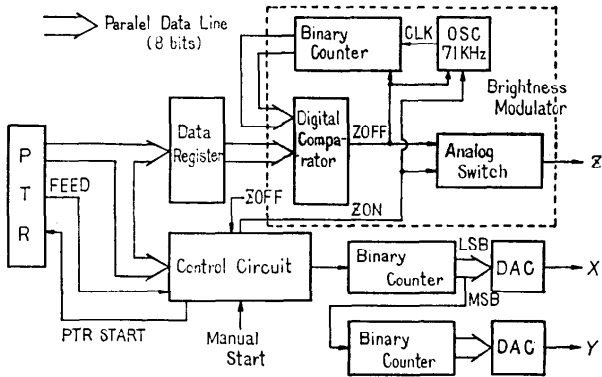 Paralel Data Line
(8 bits)
Binary
Counter
CLK
OSC
71KHz
Brightness
Modulator
Data
Register
Digital
Compa-
rator
ZOFF
Analog
Switch
Z
P
T
R
FEED
ZOFF
ZON
Control Circuit
Binary
Counter
LSB
MSB
DAC
X
PTR START
Manual
Start
Binary
Counter
DAC
Y